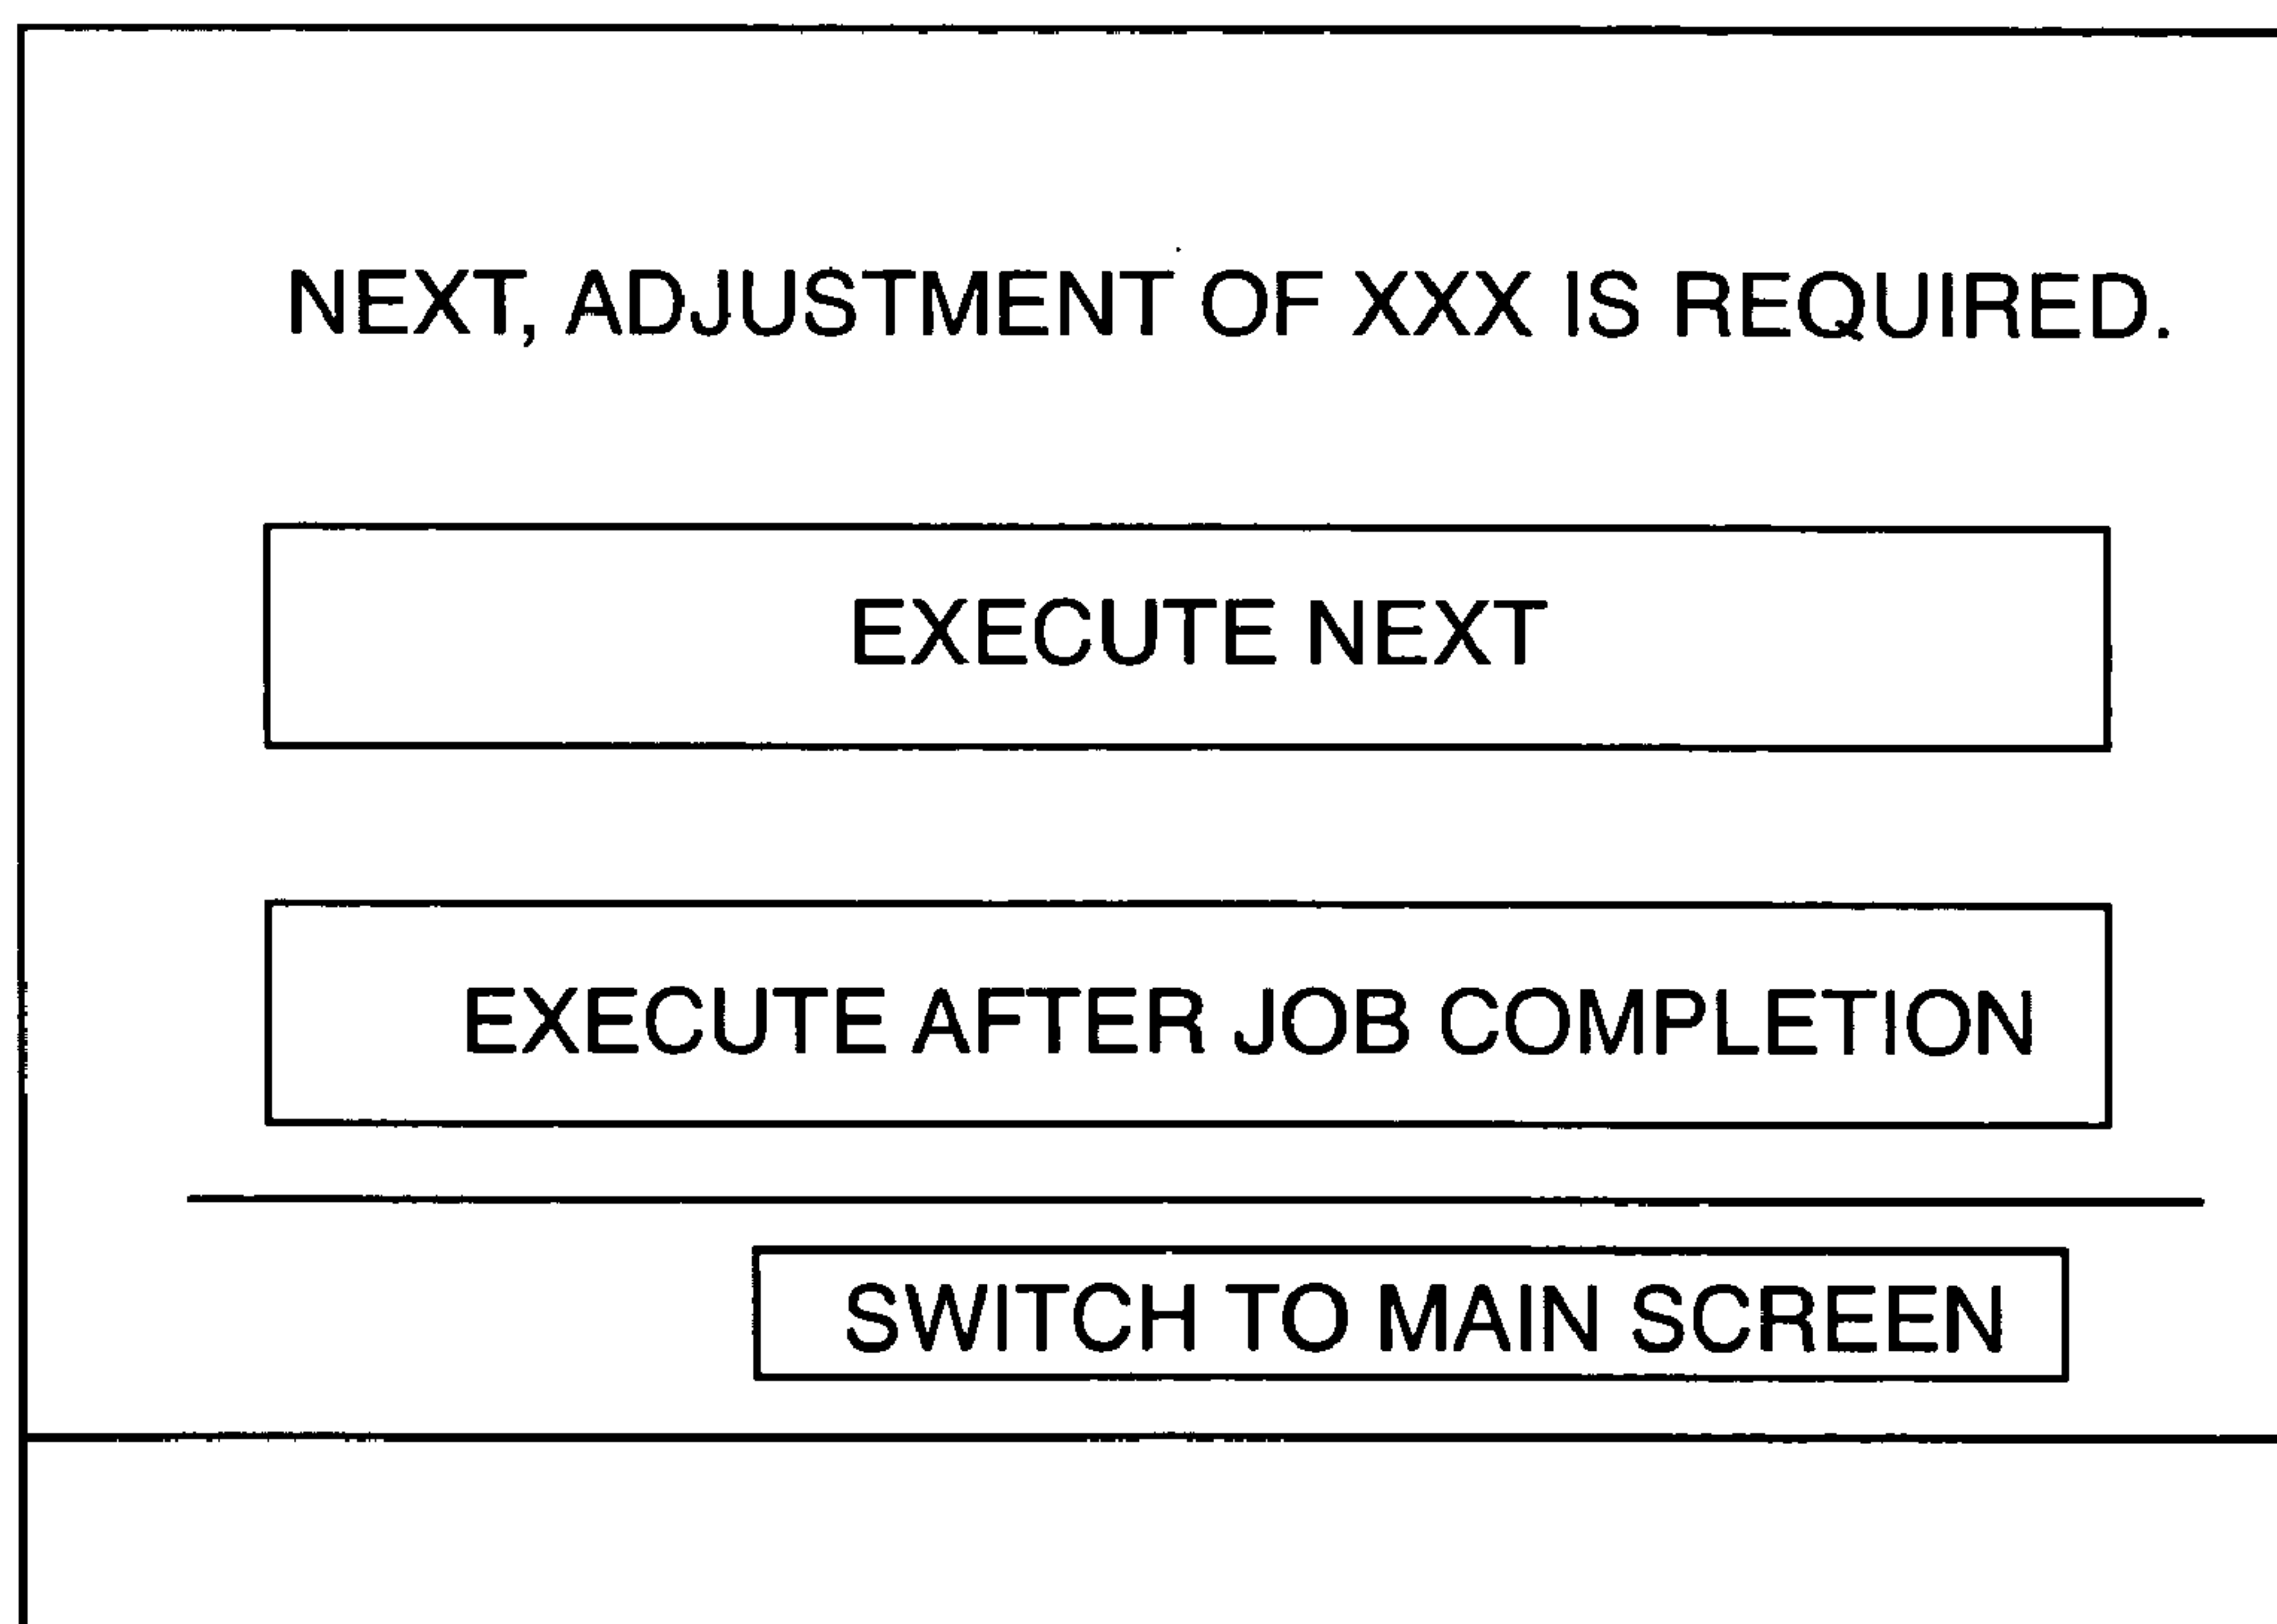 NEXT, ADJUSTMENT OF XXX IS REQUIRED.
EXECUTE NEXT
EXECUTE AFTER JOB COMPLETION
SWITCH TO MAIN SCREEN